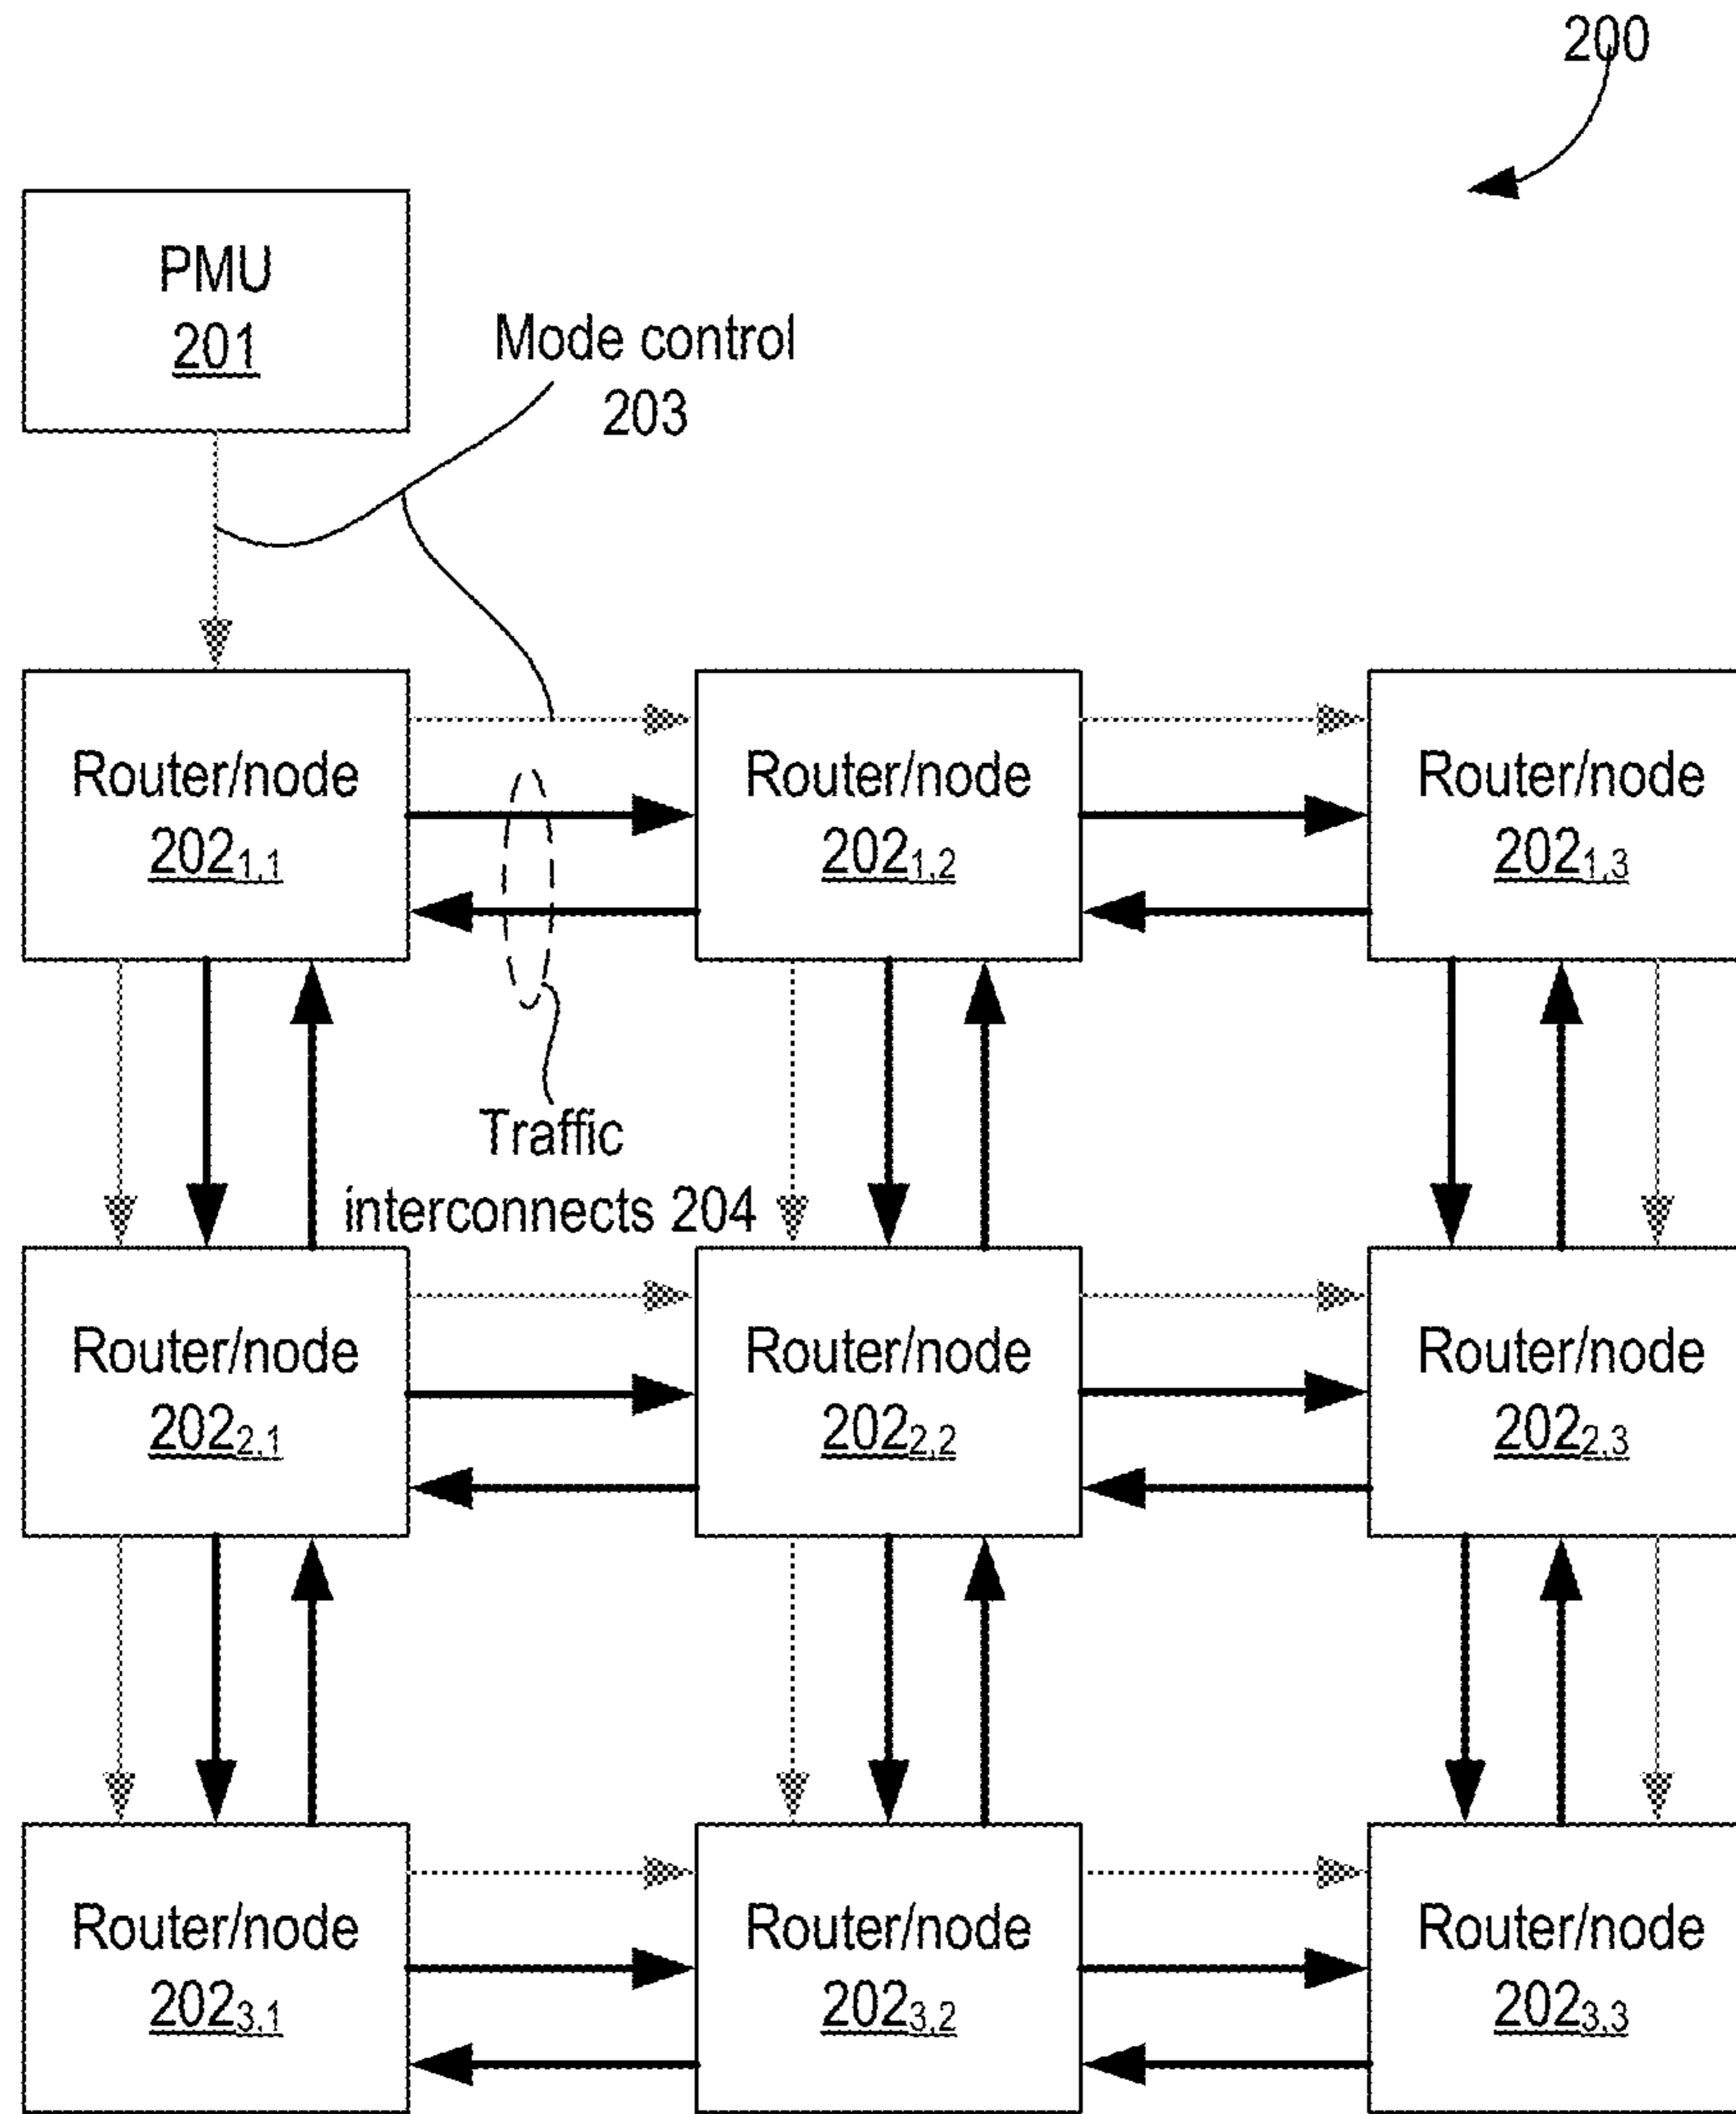 200
PMU
201
Mode control
203
Router/node
2021,1
Router/node
2021,2
Router/node
2021,3
Traffic
interconnects 204
Router/node
2022,1
Router/node
2022,2
Router/node
2022,3
Router/node
2023,1
Router/node
2023,2
Router/node
2023,3